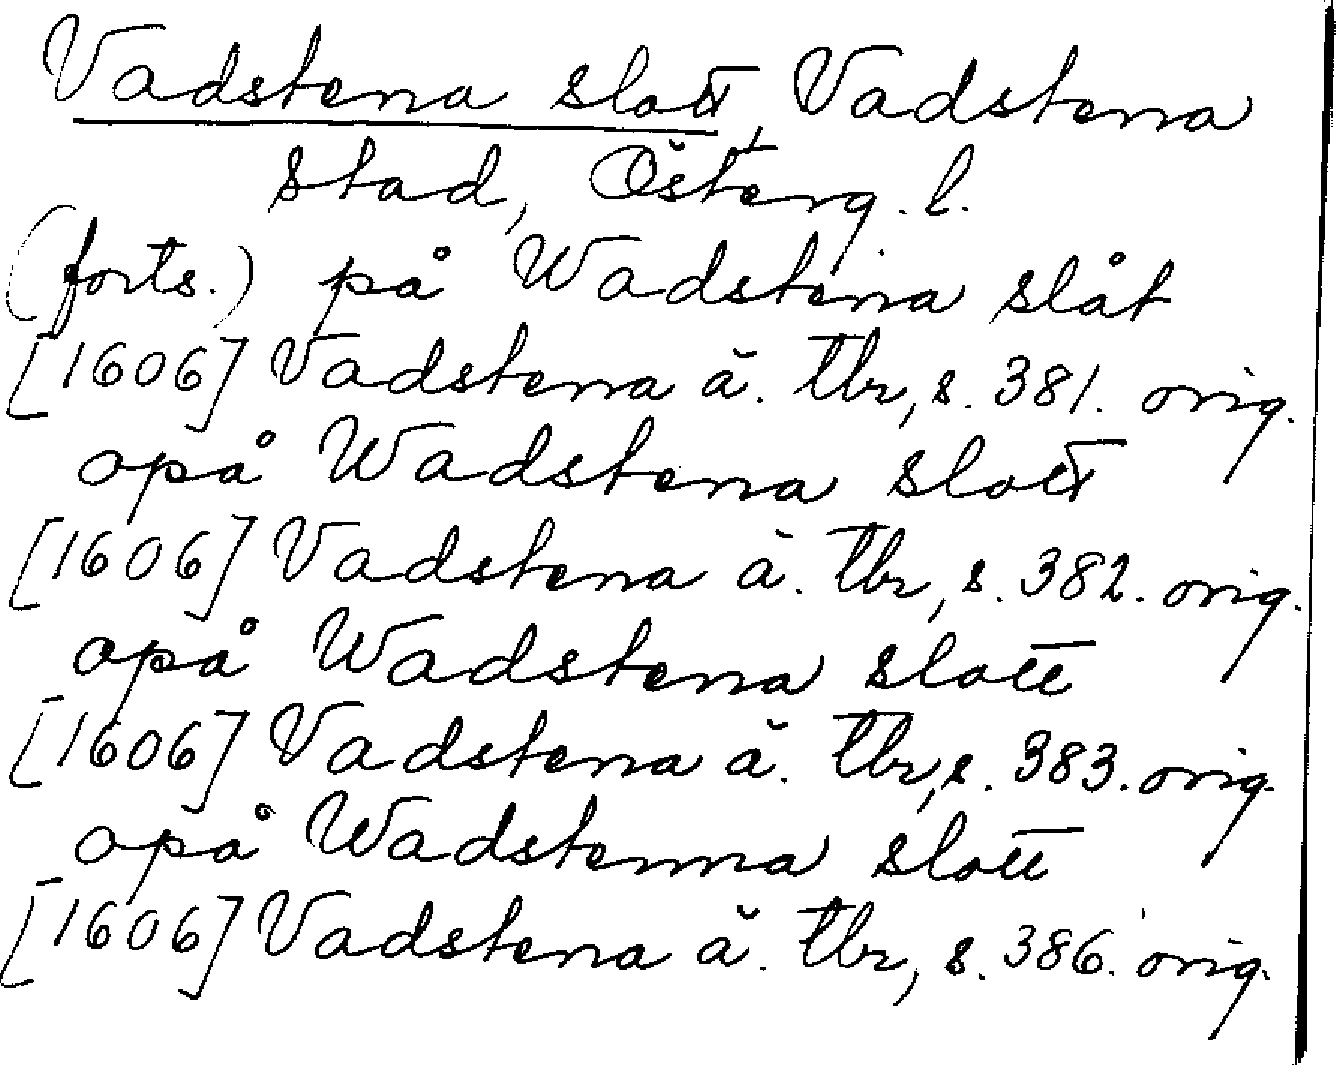 Vadstena slott, Vadstena
stad, Österg. l.
(forts.) på Wadstena slåt
[1606] Vadstena ä. tbr, s. 381. orig.
opå Wadstena slott
[1606] Vadstena ä. tbr, s. 382. orig.
opå Wadstena slott
[1606] Vadstena ä. tbr, s. 383. orig.
opå Wadstenna slott
[1606] Vadstena ä. tbr, s. 386. orig.